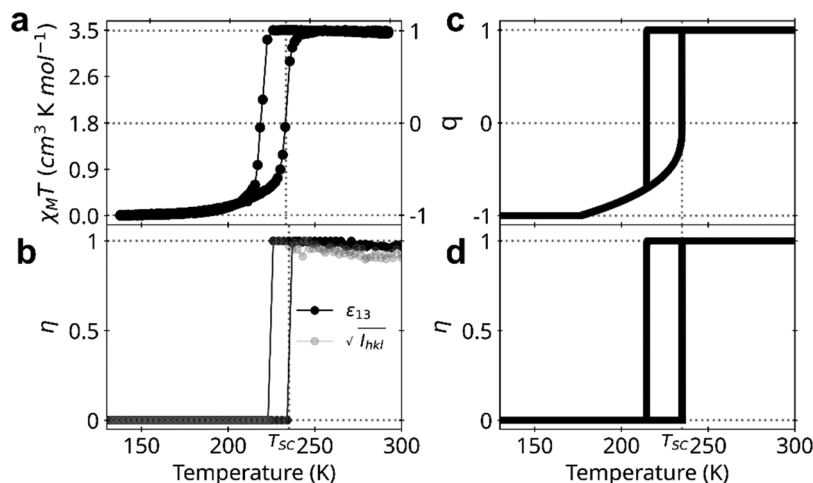 a
3.5
2.6
1.8
0.9
0.0
χMT (cm³ K mol⁻¹)
1
0
-1
c
1
0
-1
q
b
1
0.5
0
η
ε₁₃
√Ihkl
150
200
TSC
250
300
Temperature (K)
d
1
0.5
0
η
150
200
TSC
250
300
Temperature (K)